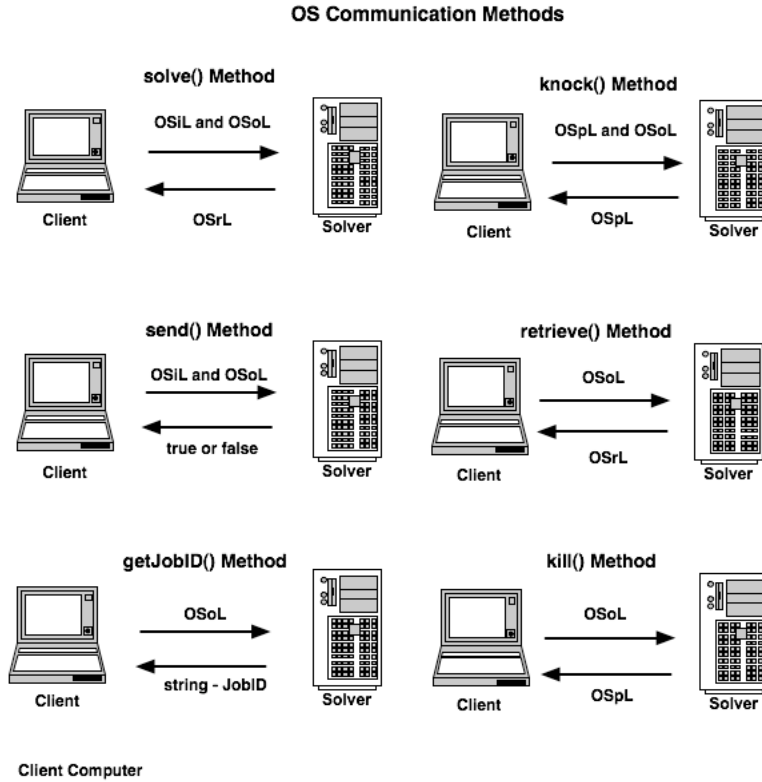 OS Communication Methods
solve() Method
OSiL and OSoL
OSrL
Client
Solver
knock() Method
OSpL and OSoL
OSpL
Client
Solver
send() Method
OSiL and OSoL
true or false
Client
Solver
retrieve() Method
OSoL
OSrL
Client
Solver
getJobID() Method
OSoL
string - JobID
Client
Solver
kill() Method
OSoL
OSpL
Client
Solver
Client Computer